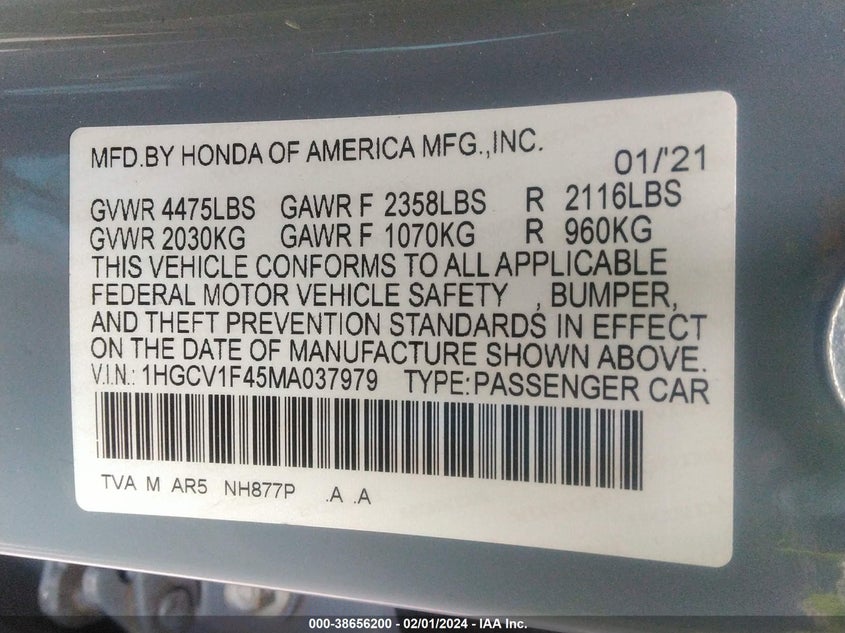 MFD.BY HONDA OF AMERICA MFG.,INC. 01/'21
GVWR 4475LBS GAWR F 2358LBS R 2116LBS
GVWR 2030KG GAWR F 1070KG R 960KG
THIS VEHICLE CONFORMS TO ALL APPLICABLE
FEDERAL MOTOR VEHICLE SAFETY , BUMPER,
AND THEFT PREVENTION STANDARDS IN EFFECT
ON THE DATE OF MANUFACTURE SHOWN ABOVE.
V.I.N.: 1HGCV1F45MA037979 TYPE:PASSENGER CAR
TVA M AR5 NH877P .A .A
000-38656200 - 02/01/2024 - IAA Inc.